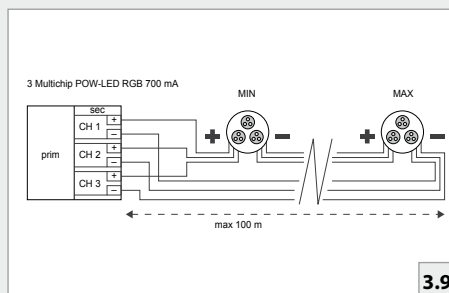 3 Multichip POW-LED RGB 700 mA
MIN
MAX
sec
prim
CH 1
+
–
CH 2
+
–
CH 3
+
–
+
–
+
–
max 100 m
3.9